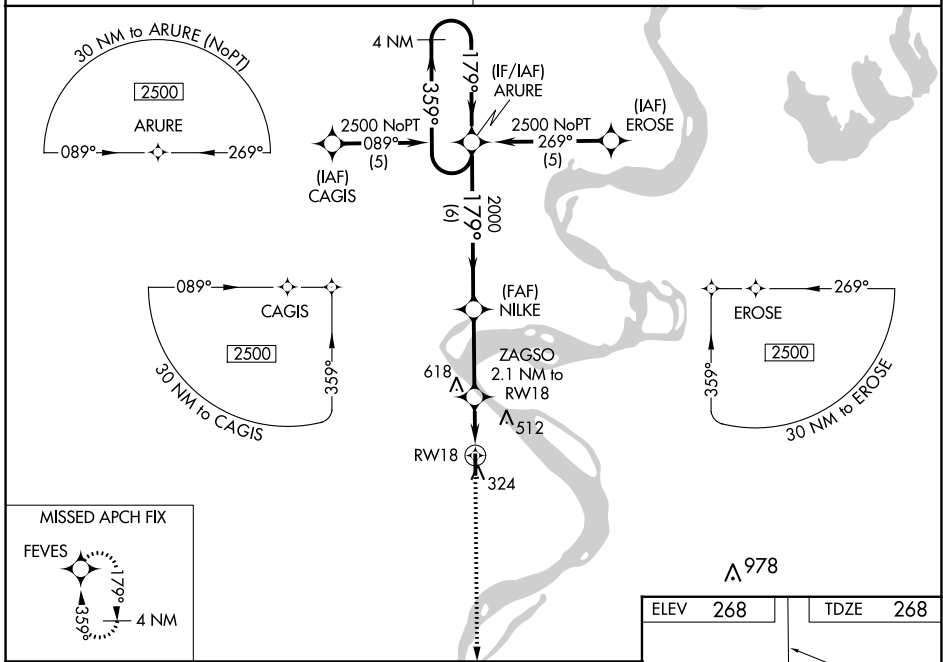 30 NM to ARURE (NoPT)
2500
ARURE
089°
269°
4 NM
359°
179°
(IF/IAF)
ARURE
2500 NoPT
089°
(5)
(IAF)
CAGIS
2500 NoPT
269°
(5)
(IAF)
EROSE
2000
179°
(6)
089°
CAGIS
2500
359°
30 NM to CAGIS
(FAF)
NILKE
269°
EROSE
2500
359°
30 NM to EROSE
ZAGSO
2.1 NM to
RW18
618
512
RW18
324
MISSED APCH FIX
FEVES
179°
359°
4 NM
978
ELEV 268
TDZE 268